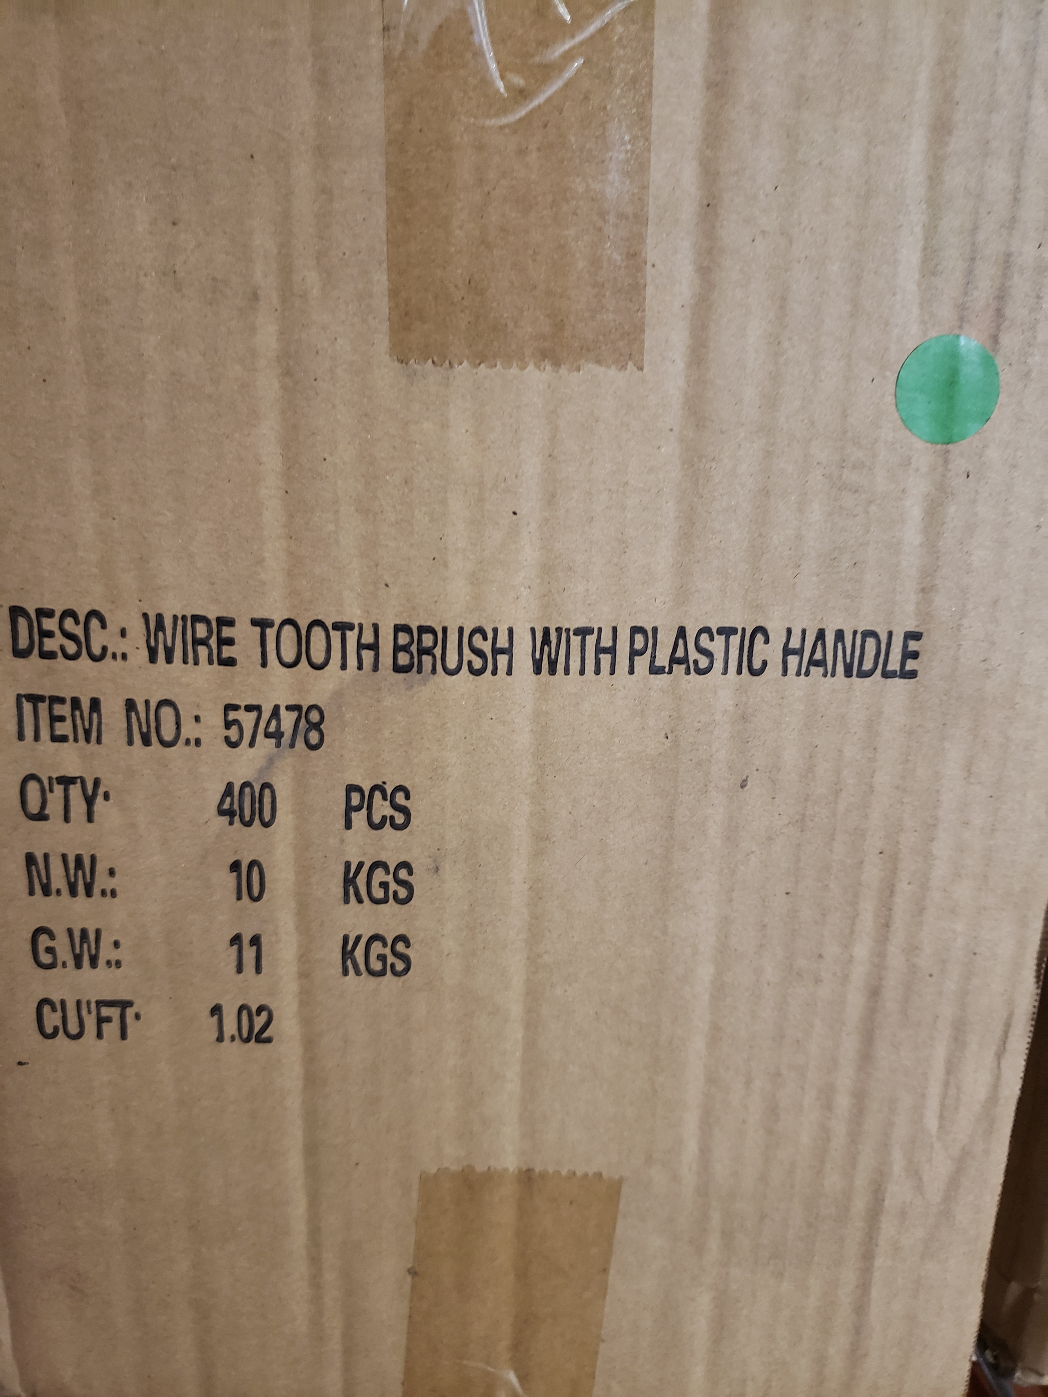 DESC.: WIRE TOOTH BRUSH WITH PLASTIC HANDLE
ITEM NO.: 57478
Q'TY: 400 PCS
N.W.: 10 KGS
G.W.: 11 KGS
CU'FT: 1.02